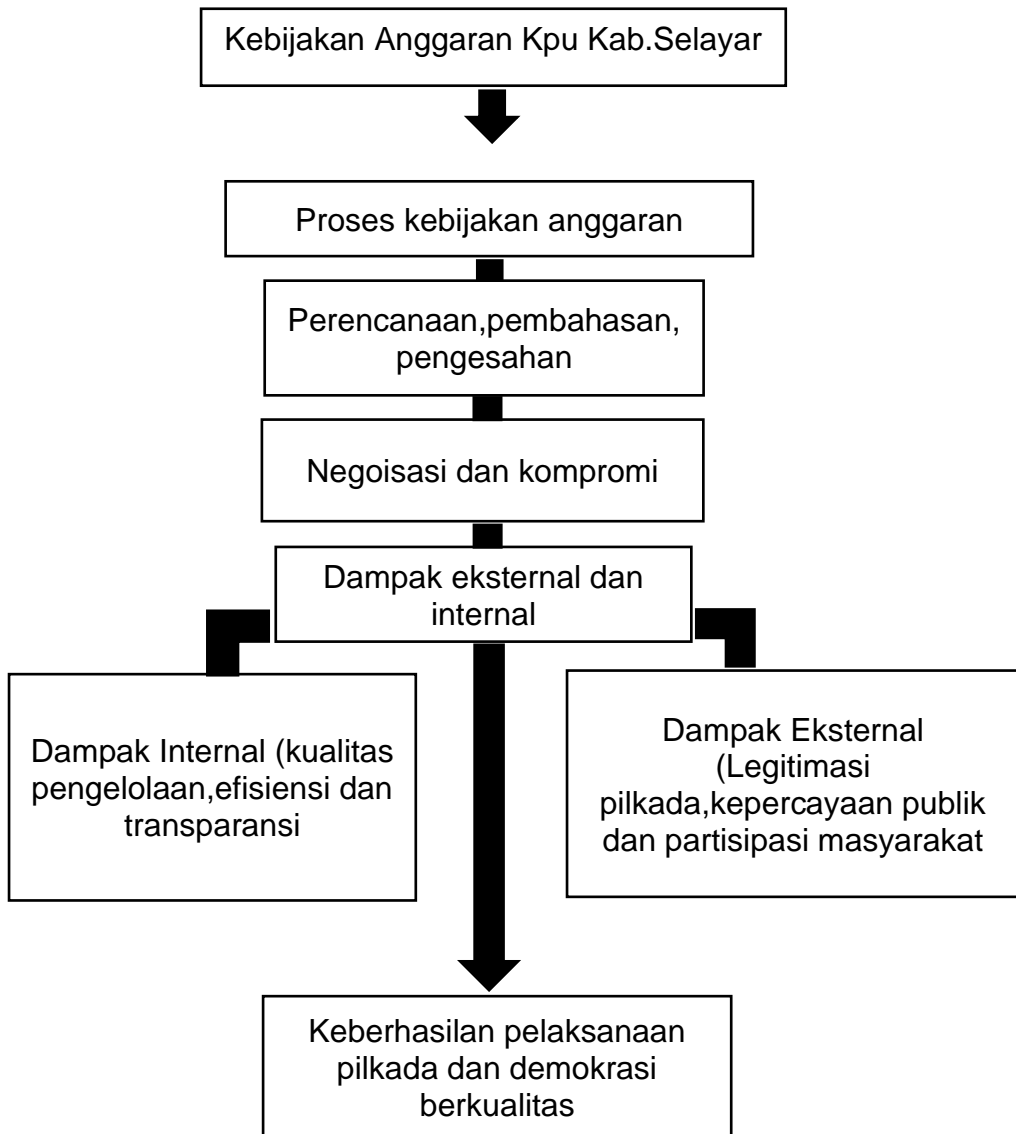 Kebijakan Anggaran Kpu Kab.Selayar
Proses kebijakan anggaran
Perencanaan,pembahasan,
pengesahan
Negoisasi dan kompromi
Dampak eksternal dan
internal
Dampak Internal (kualitas
pengelolaan,efisiensi dan
transparansi
Dampak Eksternal
(Legitimasi
pilkada,kepercayaan publik
dan partisipasi masyarakat
Keberhasilan pelaksanaan
pilkada dan demokrasi
berkualitas